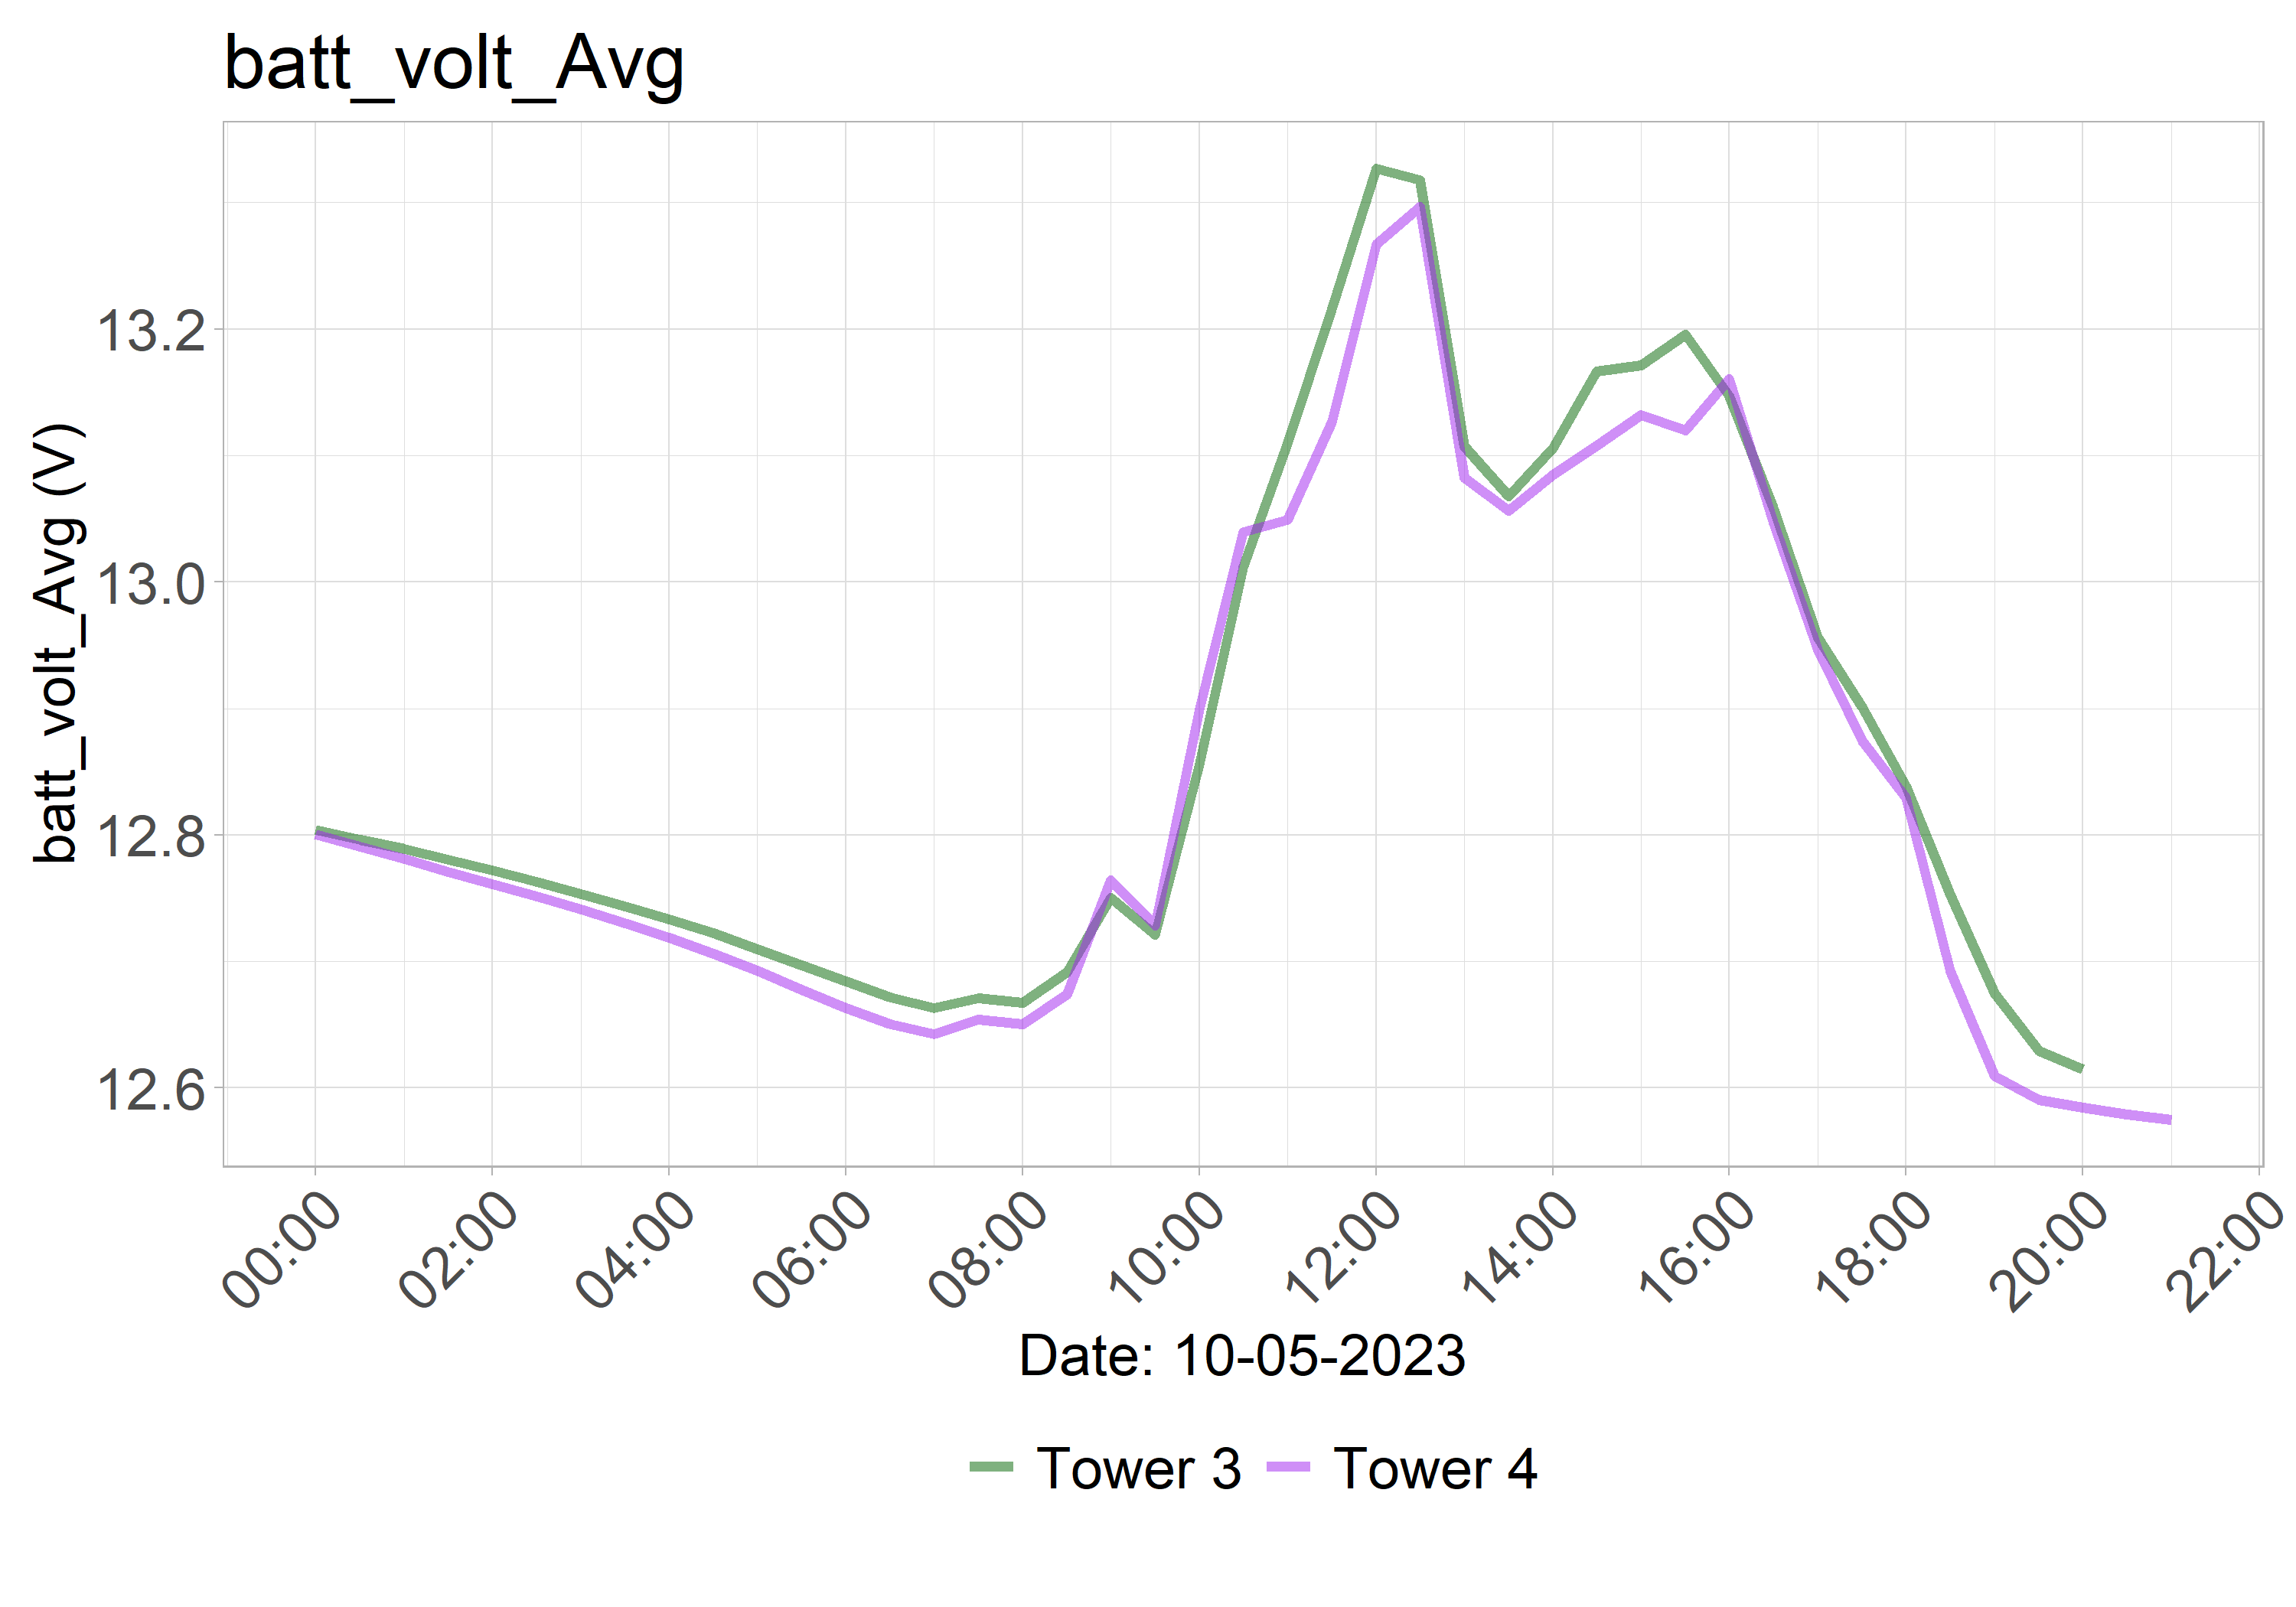 batt_volt_Avg
batt_volt_Avg (V)
13.2
13.0
12.8
12.6
00:00 02:00 04:00 06:00 08:00 10:00 12:00 14:00 16:00 18:00 20:00 22:00
Date: 10-05-2023
Tower 3 Tower 4